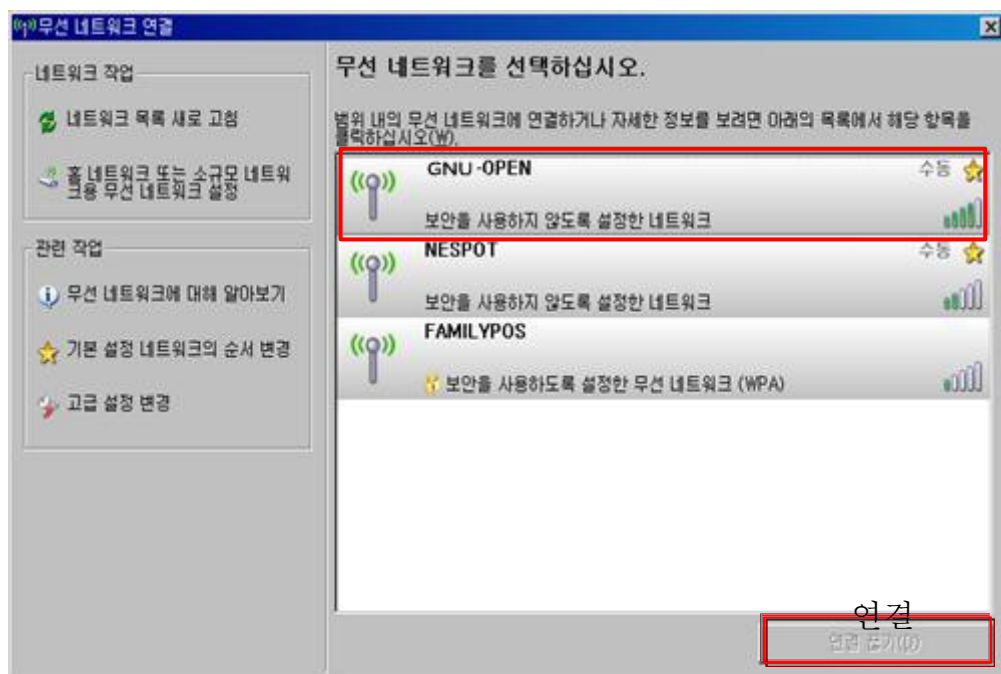 무선 네트워크 연결
네트워크 작업
네트워크 목록 새로 고침
홈 네트워크 또는 소규모 네트워
크용 무선 네트워크 설정
관련 작업
무선 네트워크에 대해 알아보기
기본 설정 네트워크의 순서 변경
고급 설정 변경
무선 네트워크를 선택하십시오.
범위 내의 무선 네트워크에 연결하거나 자세한 정보를 보려면 아래의 목록에서 해당 항목을
클릭하십시오(W).
GNU-OPEN
수동
보안을 사용하지 않도록 설정한 네트워크
NESPOT
수동
보안을 사용하지 않도록 설정한 네트워크
FAMILYPOS
보안을 사용하도록 설정한 무선 네트워크 (WPA)
연결
연결 끊기(D)